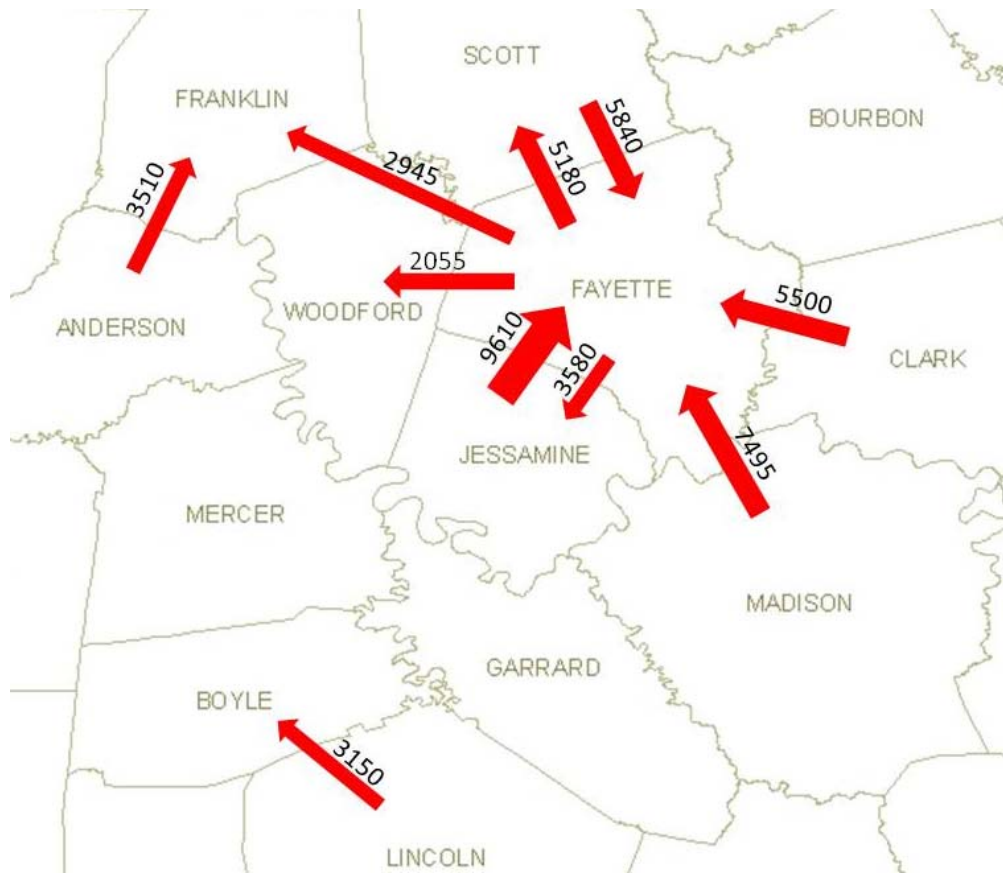 SCOTT
FRANKLIN
BOURBON
5840
5180
2945
3510
2055
FAYETTE
5500
WOODFORD
ANDERSON
9610
3580
CLARK
JESSAMINE
7495
MERCER
MADISON
GARRARD
BOYLE
3150
LINCOLN